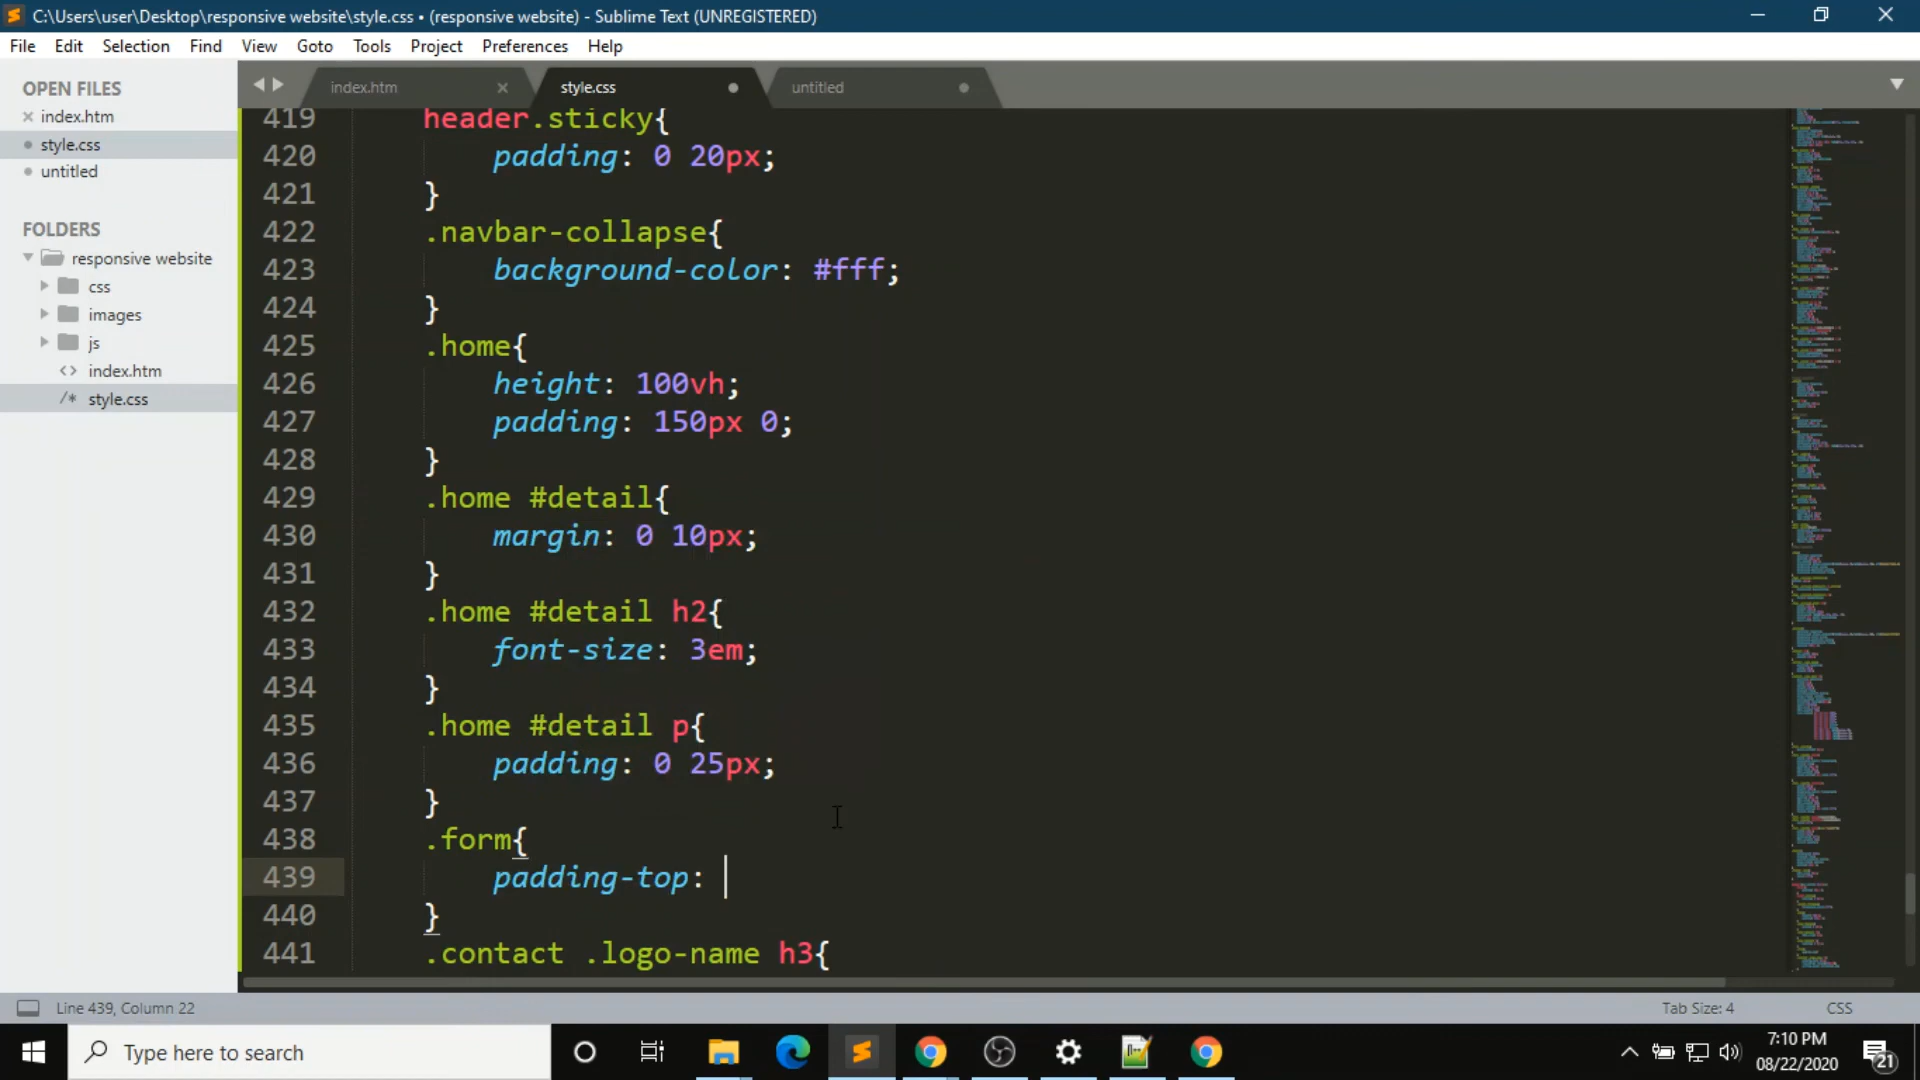 C:\Users\user\Desktop\responsive website\style.css • (responsive website) - Sublime Text (UNREGISTERED)
File Edit Selection Find View Goto Tools Project Preferences Help
OPEN FILES
index.htm
style.css
untitled
FOLDERS
responsive website
css
images
js
<> index.htm
/* style.css
index.htm
style.css
untitled
419 header.sticky{
420 padding: 0 20px;
421 }
422 .navbar-collapse{
423 background-color: #fff;
424 }
425 .home{
426 height: 100vh;
427 padding: 150px 0;
428 }
429 .home #detail{
430 margin: 0 10px;
431 }
432 .home #detail h2{
433 font-size: 3em;
434 }
435 .home #detail p{
436 padding: 0 25px;
437 }
438 .form{
439 padding-top:
440 }
441 .contact .logo-name h3{
Line 439, Column 22
Tab Size: 4
CSS
Type here to search
7:10 PM
08/22/2020
21